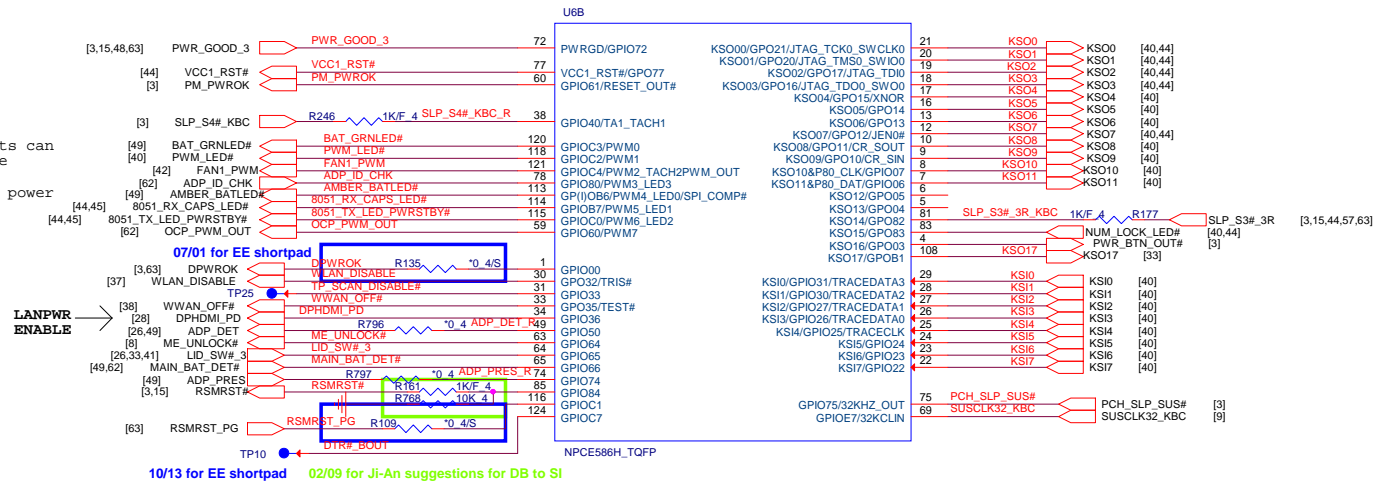 U6B
[3,15,48,63] PWR_GOOD_3 PWR_GOOD_3 72 PWRGD/GPIO72
[44] VCC1_RST# VCC1_RST# 77 VCC1_RST#/GPO77
[3] PM_PWROK PM_PWROK 60 GPIO61/RESET_OUT#
[3] SLP_S4#_KBC R246 1K/F_4 SLP_S4#_KBC_R 38 GPIO40/TA1_TACH1
ts can
e
power
[49] BAT_GRNLED# BAT_GRNLED# 120 GPIOC3/PWM0
[40] PWM_LED# PWM_LED# 118 GPIOC2/PWM1
[42] FAN1_PWM FAN1_PWM 121 GPIOC4/PWM2_TACH2PWM_OUT
[62] ADP_ID_CHK ADP_ID_CHK 78 GPIO80/PWM3_LED3
[49] AMBER_BATLED# AMBER_BATLED# 113 GP(I)OB6/PWM4_LED0/SPI_COMP#
[44,45] 8051_RX_CAPS_LED# 8051_RX_CAPS_LED# 114 GPIOB7/PWM5_LED1
[44,45] 8051_TX_LED_PWRSTBY# 8051_TX_LED_PWRSTBY# 115 GPIOC0/PWM6_LED2
[62] OCP_PWM_OUT OCP_PWM_OUT 59 GPIO60/PWM7
07/01 for EE shortpad
[3,63] DPWROK DPWROK R135 *0_4/S 1 GPIO00
[37] WLAN_DISABLE WLAN_DISABLE 30 GPO32/TRIS#
TP25 TP_SCAN_DISABLE# 31 GPIO33
[38] WWAN_OFF# WWAN_OFF# 33 GPO35/TEST#
LANPWR
ENABLE
[28] DPHDMI_PD DPHDMI_PD 34 GPIO36
[26,49] ADP_DET R796 *0_4 ADP_DET_R 49 GPIO50
[8] ME_UNLOCK# ME_UNLOCK# 63 GPIO64
[26,33,41] LID_SW#_3 LID_SW#_3 64 GPIO65
[49,62] MAIN_BAT_DET# MAIN_BAT_DET# 65 GPIO66
[49] ADP_PRES R797 *0_4 ADP_PRES_R 74 GPIO74
[3,15] RSMRST# RSMRST# R161 1K/F_4 85 GPIO84
R768 10K_4 116 GPIOC1
[63] RSMRST_PG RSMRST_PG R109 *0_4/S 124 GPIOC7
TP10 DTR#_BOUT
10/13 for EE shortpad 02/09 for Ji-An suggestions for DB to SI
KSO00/GPO21/JTAG_TCK0_SWCLK0 21 KSO0 KSO0 [40,44]
KSO01/GPIO20/JTAG_TMS0_SWIO0 20 KSO1 KSO1 [40,44]
KSO02/GPO17/JTAG_TDI0 19 KSO2 KSO2 [40,44]
KSO03/GPO16/JTAG_TDO0_SWO0 18 KSO3 KSO3 [40,44]
KSO04/GPO15/XNOR 17 KSO4 KSO4 [40]
KSO05/GPO14 16 KSO5 KSO5 [40]
KSO06/GPO13 13 KSO6 KSO6 [40]
KSO07/GPO12/JEN0# 12 KSO7 KSO7 [40,44]
KSO08/GPO11/CR_SOUT 10 KSO8 KSO8 [40]
KSO09/GPO10/CR_SIN 9 KSO9 KSO9 [40]
KSO10&P80_CLK/GPIO07 8 KSO10 KSO10 [40]
KSO11&P80_DAT/GPIO06 7 KSO11 KSO11 [40]
KSO12/GPO05 6
KSO13/GPO04 5
KSO14/GPO82 81 SLP_S3#_3R_KBC 1K/F_4 R177 SLP_S3#_3R [3,15,44,57,63]
KSO15/GPO83 83 NUM_LOCK_LED# [40,44]
KSO16/GPO03 4 PWR_BTN_OUT# [3]
KSO17/GPOB1 108 KSO17 KSO17 [33]
KSI0/GPIO31/TRACEDATA3 29 KSI0 KSI0 [40]
KSI1/GPIO30/TRACEDATA2 28 KSI1 KSI1 [40]
KSI2/GPIO27/TRACEDATA1 27 KSI2 KSI2 [40]
KSI3/GPIO26/TRACEDATA0 26 KSI3 KSI3 [40]
KSI4/GPIO25/TRACECLK 25 KSI4 KSI4 [40]
KSI5/GPIO24 24 KSI5 KSI5 [40]
KSI6/GPIO23 23 KSI6 KSI6 [40]
KSI7/GPIO22 22 KSI7 KSI7 [40]
GPIO75/32KHZ_OUT 75 PCH_SLP_SUS# PCH_SLP_SUS# [3]
GPIOE7/32KCLIN 69 SUSCLK32_KBC SUSCLK32_KBC [9]
NPCE586H_TQFP